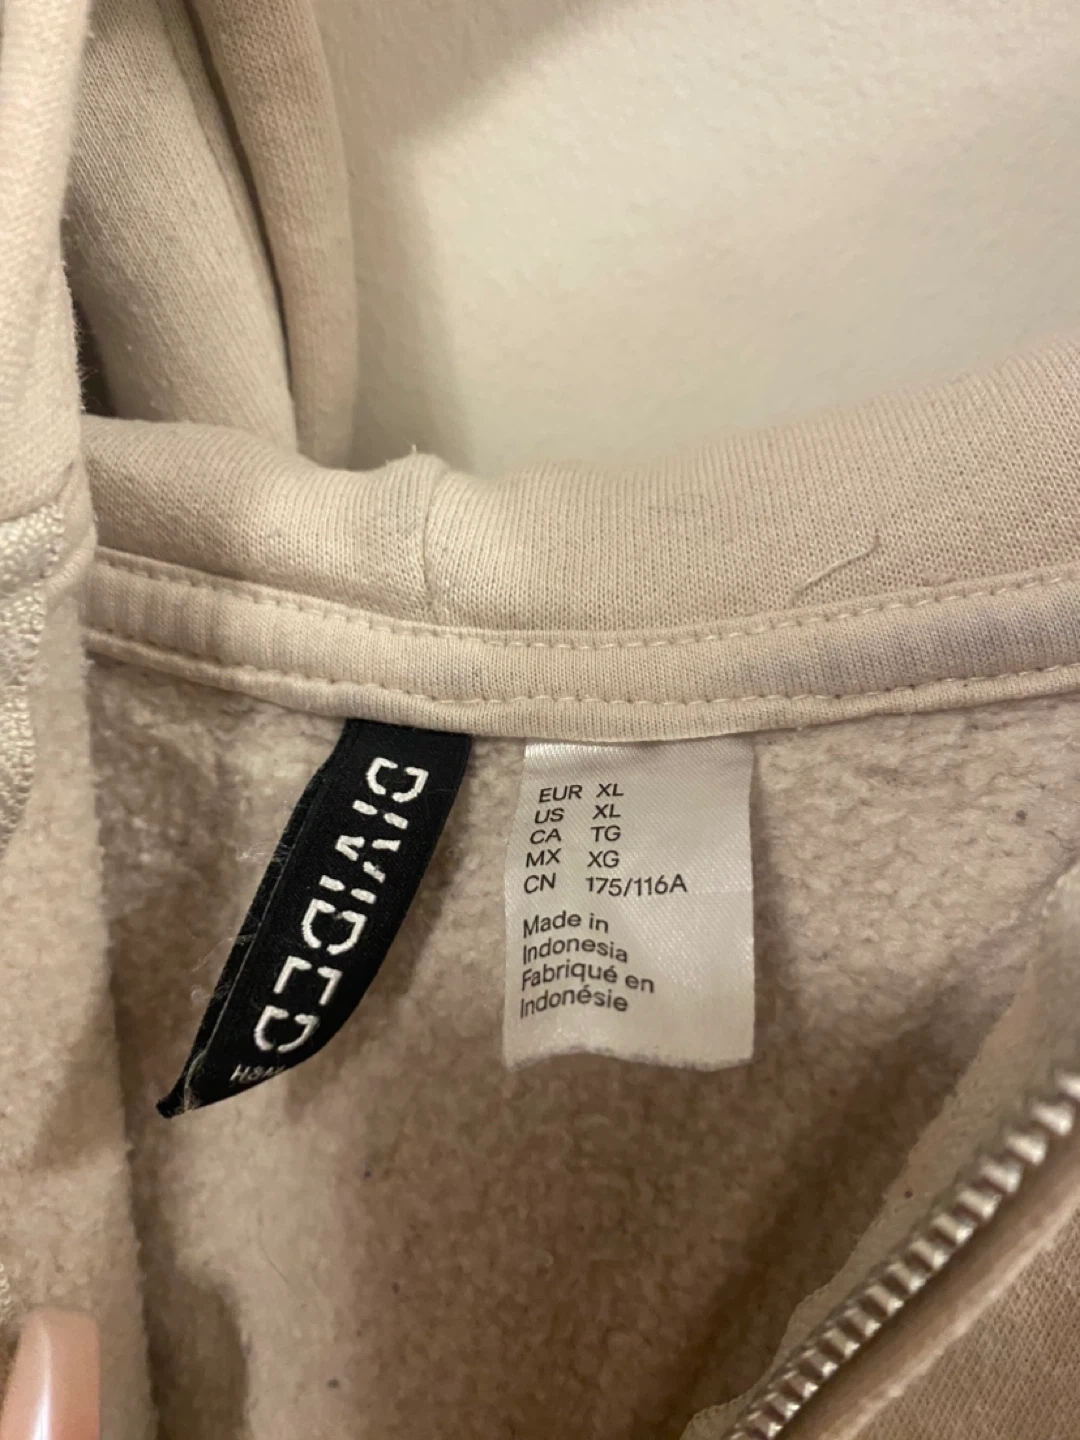 DIVIDED
H&M
EUR XL
US XL
CA TG
MX XG
CN 175/116A
Made in
Indonesia
Fabriqué en
Indonésie